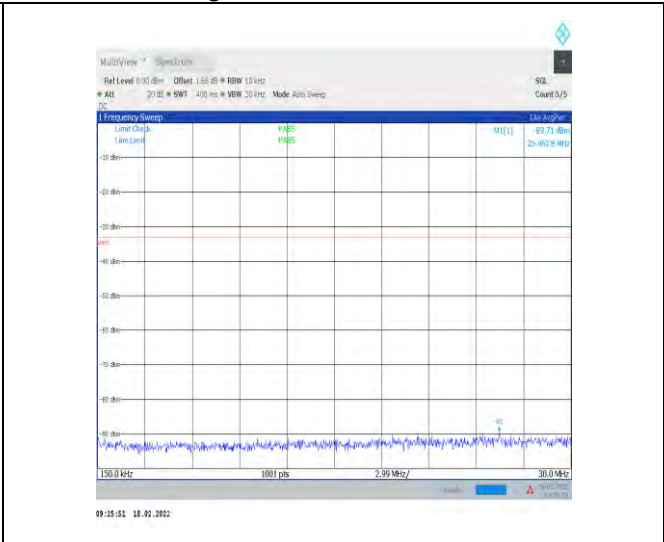 MultiView Spectrum
Ref Level 0.00 dBm Offset 1.66 dB RBW 10 kHz SGL
Att 20 dB SWT 400 ms VBW 30 kHz Mode Auto Sweep Count 5/5
DC
1 Frequency Sweep 1Av AvgPwr
Limit Check PASS M1[1] -89.71 dBm
Line Limit PASS 25.4628 MHz
-10 dBm
-20 dBm
-30 dBm
-40 dBm
-50 dBm
-60 dBm
-70 dBm
-80 dBm
M1
-90 dBm
150.0 kHz 1001 pts 2.99 MHz/ 30.0 MHz
09:25:51 18.02.2022